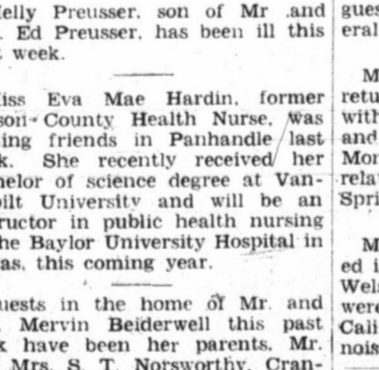 elly Preusser, son of Mr .and
. Ed Preusser, has been ill this
week.
iss Eva Mae Hardin, former
son County Health Nurse, was
ing friends in Panhandle last
k. She recently received her
helor of science degree at Van-
bilt University and will be an
ructor in public health nursing
he Baylor University Hospital in
as, this coming year.
uests in the home of Mr. and
. Mervin Beiderwell this past
k have been her parents, Mr.
Mrs. S. T. Norsworthy, Cran-
gues
eral
M
retu
with
and
Mor
rela
Spri
M
ed i
Wels
were
Cali
nois